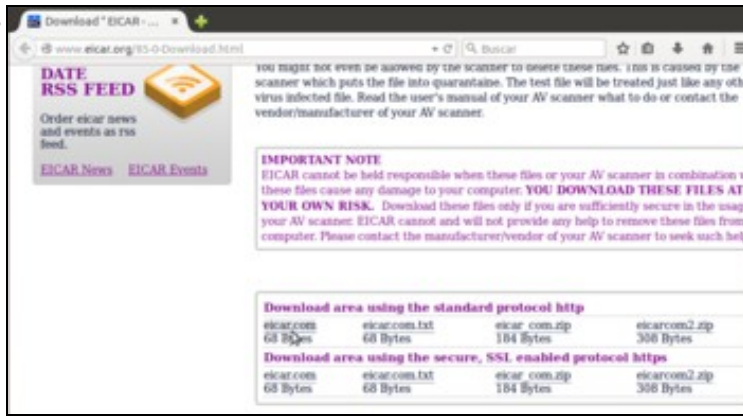 Download * EICAR - ...
www.eicar.org/85-0-Download.html
Buscar
DATE
RSS FEED
Order eicar news
and events as rss
feed.
EICAR News EICAR Events
You might not even be allowed by the scanner to delete these files. This is caused by the
scanner which puts the file into quarantaine. The test file will be treated just like any oth
virus infected file. Read the user's manual of your AV scanner what to do or contact the
vendor/manufacturer of your AV scanner.
IMPORTANT NOTE
EICAR cannot be held responsible when these files or your AV scanner in combination
these files cause any damage to your computer. YOU DOWNLOAD THESE FILES AT
YOUR OWN RISK. Download these files only if you are sufficiently secure in the usag
your AV scanner. EICAR cannot and will not provide any help to remove these files from
computer. Please contact the manufacturer/vendor of your AV scanner to seek such hel
Download area using the standard protocol http
eicar.com eicar.com.txt eicar_com.zip eicarcom2.zip
68 Bytes 68 Bytes 184 Bytes 308 Bytes
Download area using the secure, SSL enabled protocol https
eicar.com eicar.com.txt eicar_com.zip eicarcom2.zip
68 Bytes 68 Bytes 184 Bytes 308 Bytes